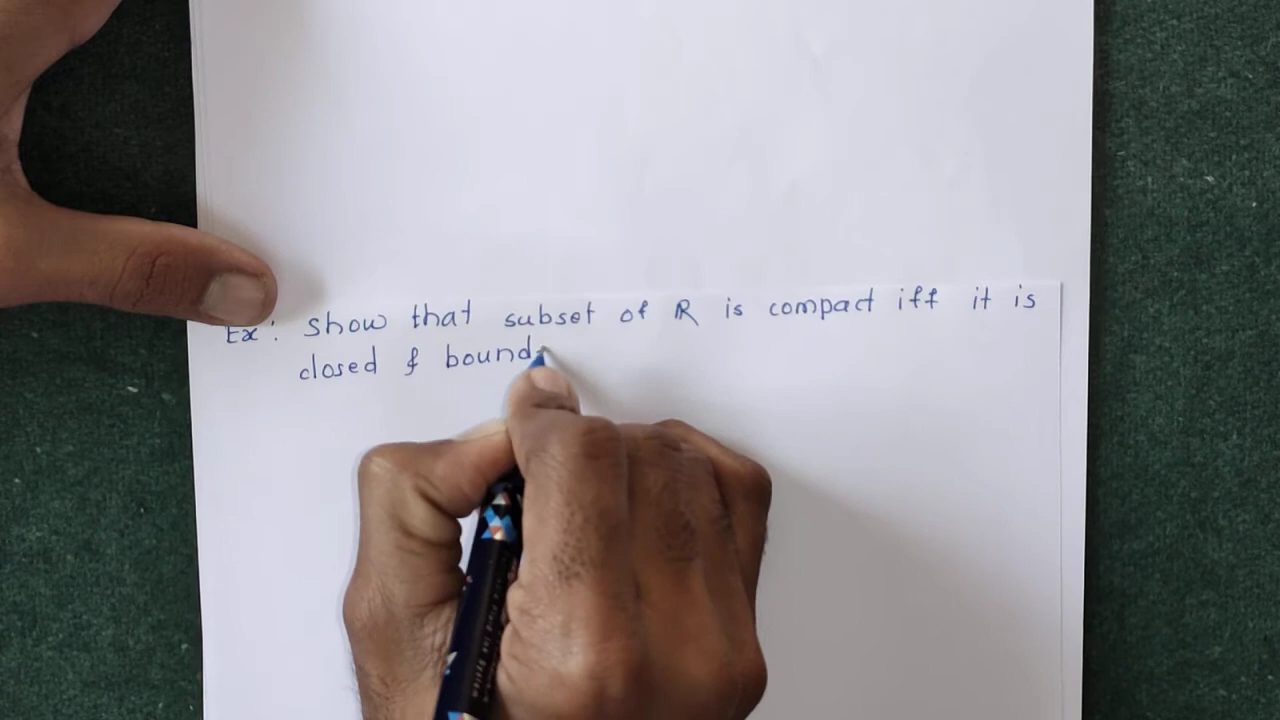 Ex: Show that subset of R is compact iff it is
closed & bound